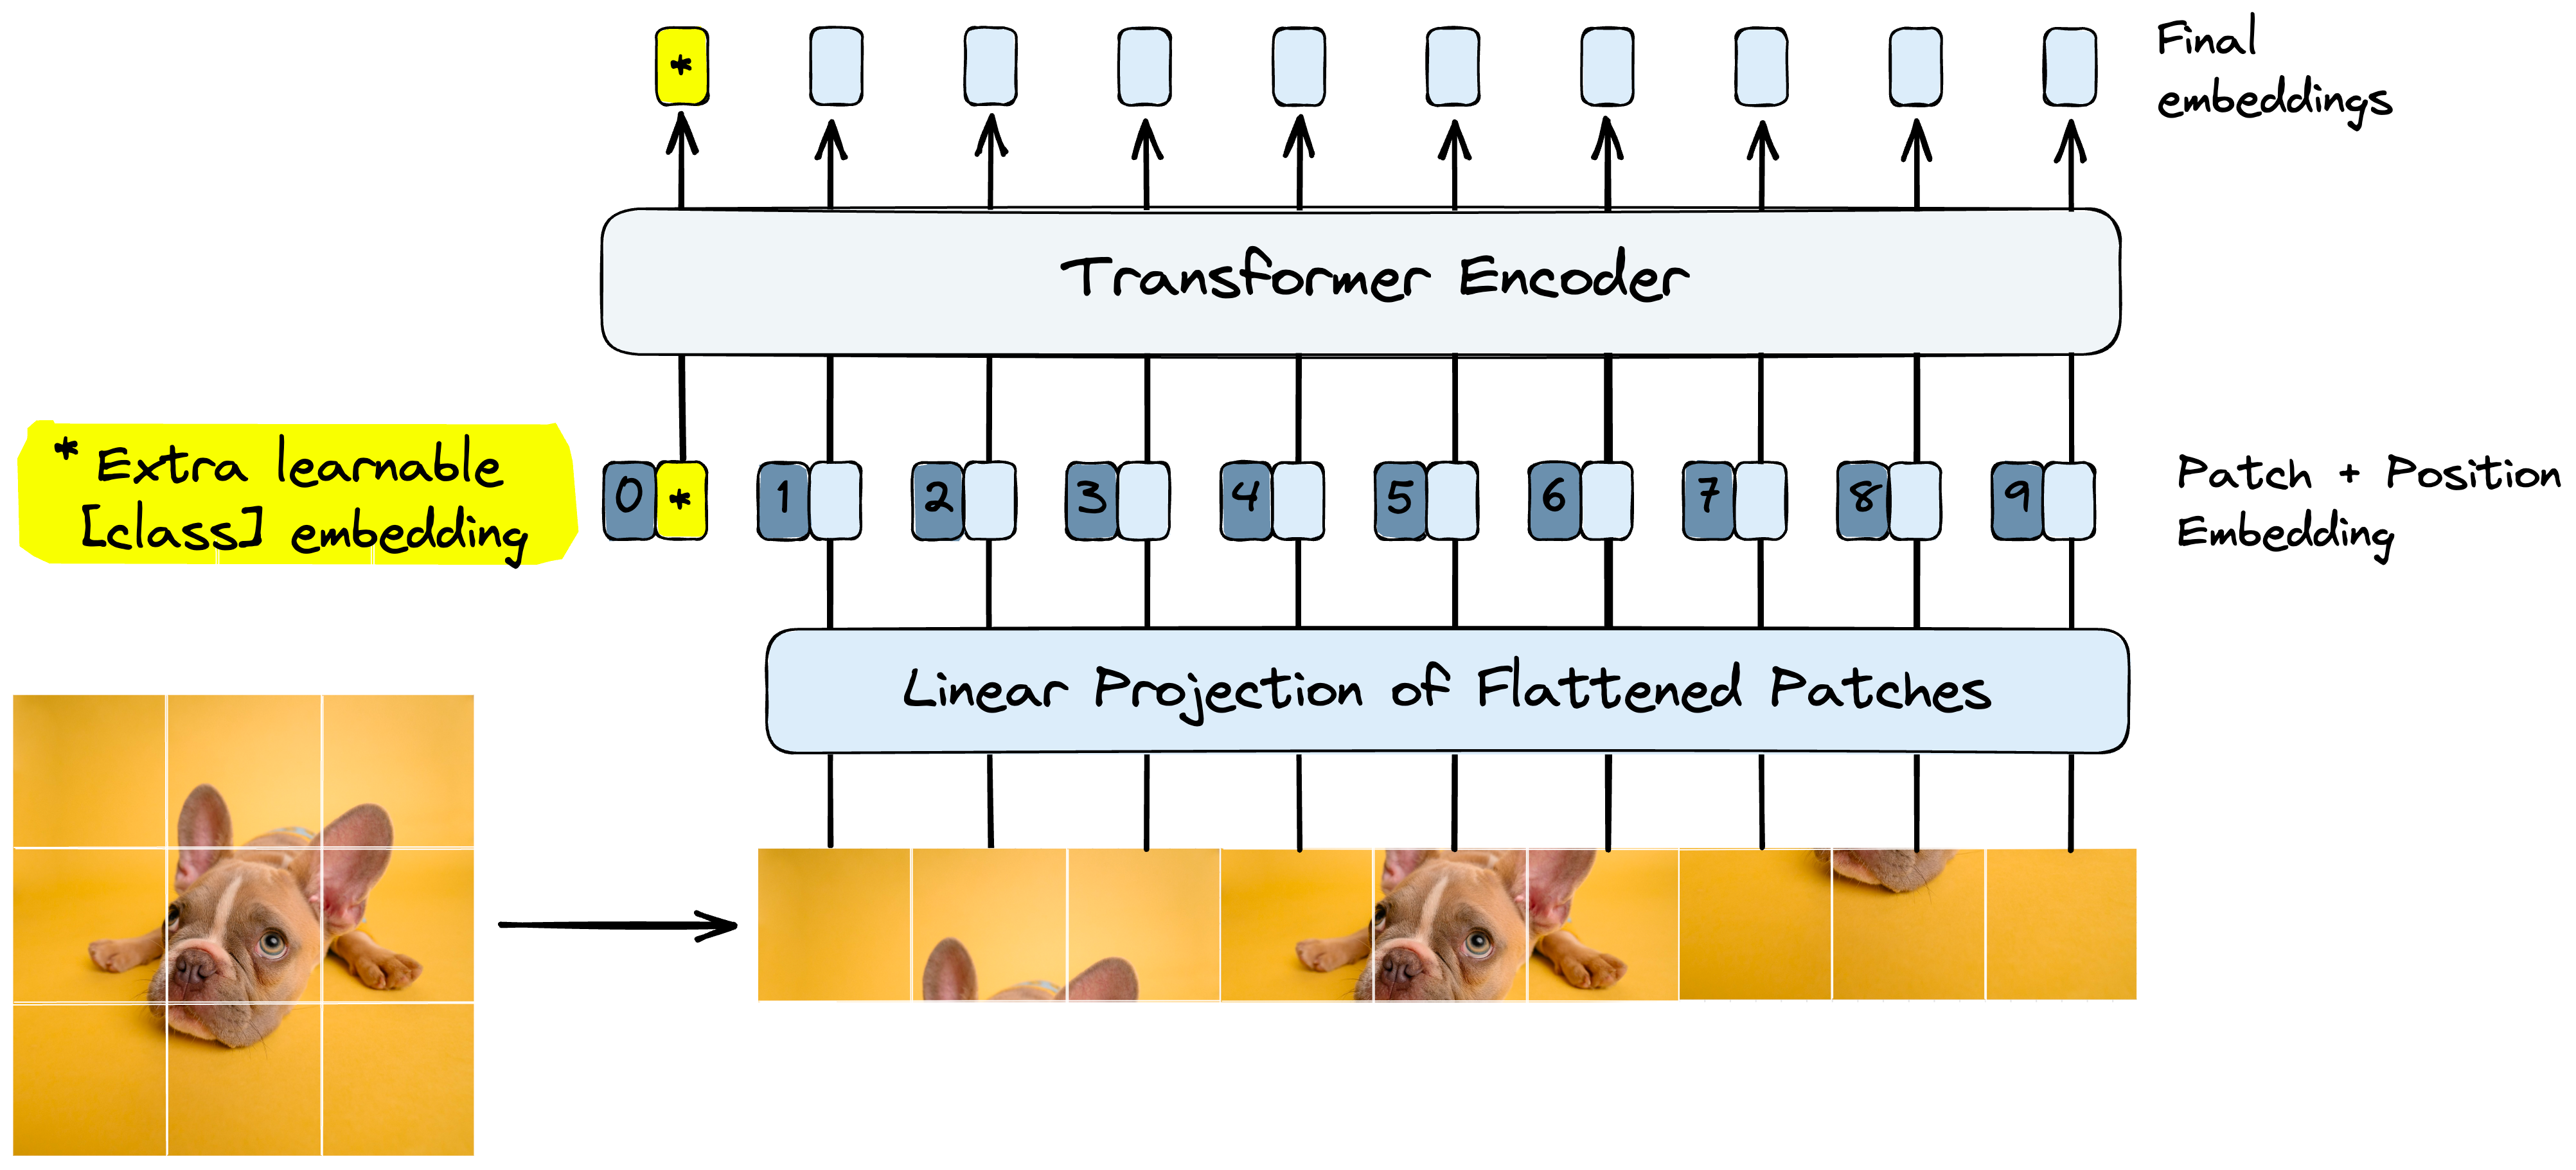 *
Final
embeddings
Transformer Encoder
* Extra learnable
[class] embedding
0 * 1 2 3 4 5 6 7 8 9
Patch + Position
Embedding
Linear Projection of Flattened Patches